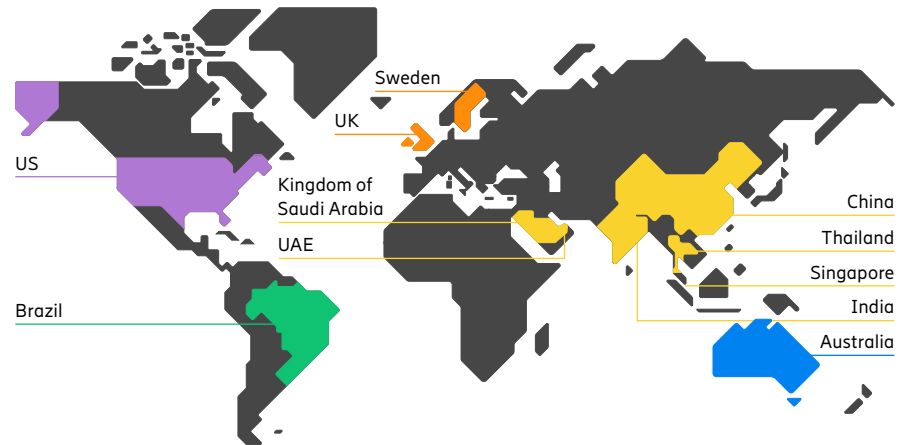 Sweden
UK
US
Kingdom of
Saudi Arabia
UAE
China
Thailand
Singapore
India
Brazil
Australia